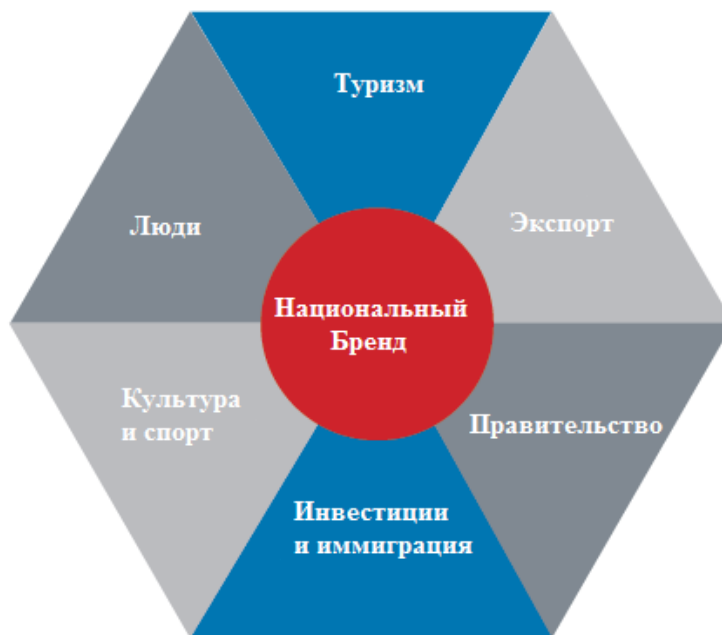 Туризм
Люди
Экспорт
Национальный
Бренд
Культура
и спорт
Правительство
Инвестиции
и иммиграция